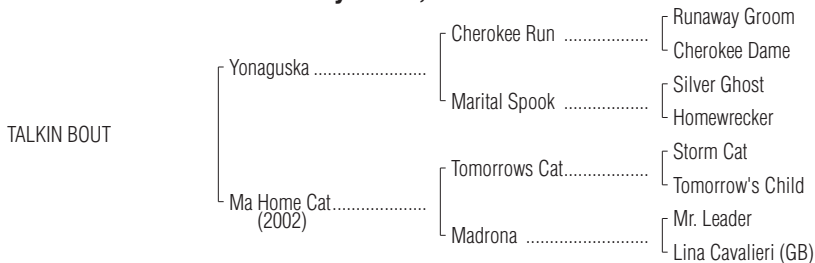 Runaway Groom
Cherokee Run ....................
Cherokee Dame
Yonaguska ..........................
Silver Ghost
Marital Spook ....................
Homewrecker
TALKIN BOUT
Storm Cat
Tomorrows Cat....................
Tomorrow's Child
Ma Home Cat......................
(2002)
Mr. Leader
Madrona .............................
Lina Cavalieri (GB)